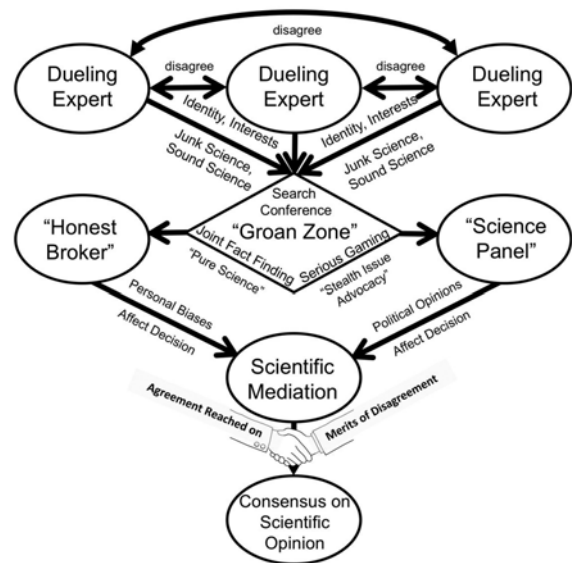 disagree
Dueling
Expert
disagree
Dueling
Expert
disagree
Dueling
Expert
Identity, Interests
Junk Science,
Sound Science
Identity, Interests
Junk Science,
Sound Science
Search
Conference
“Groan Zone”
Joint Fact Finding
Serious Gaming
“Honest
Broker”
“Science
Panel”
“Pure Science”
“Stealth Issue
Advocacy”
Personal Biases
Affect Decision
Political Opinions
Affect Decision
Scientific
Mediation
Agreement Reached on
Merits of Disagreement
Consensus on
Scientific
Opinion